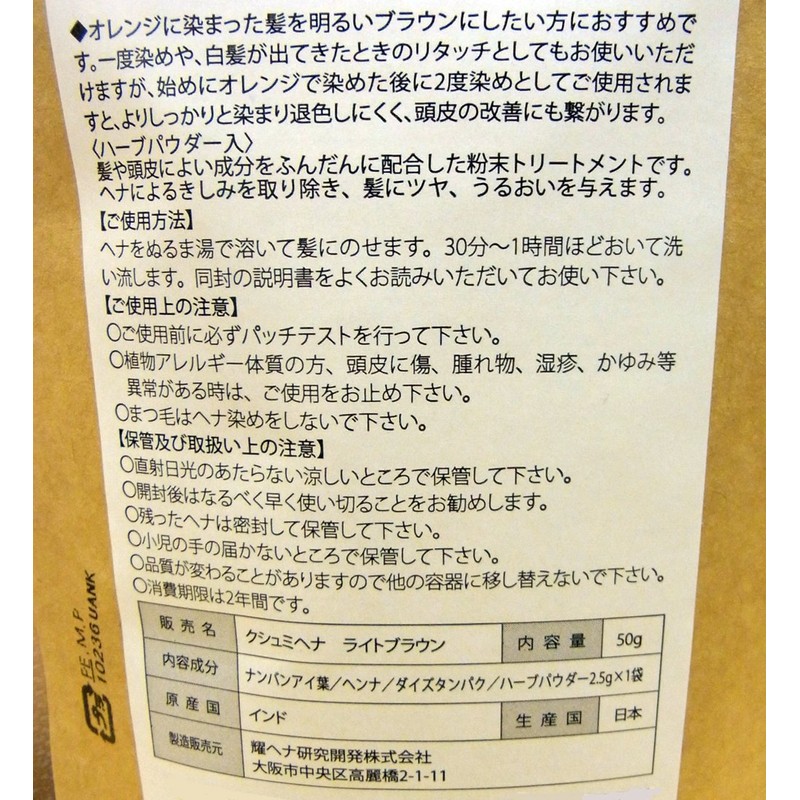 ◆オレンジに染まった髪を明るいブラウンにしたい方におすすめで
す。一度染めや、白髪が出てきたときのリタッチとしてもお使いいただ
けますが、始めにオレンジで染めた後に2度染めとしてご使用されま
すと、よりしっかりと染まり退色しにくく、頭皮の改善にも繋がります。
〈ハーブパウダー入〉
髪や頭皮によい成分をふんだんに配合した粉末トリートメントです。
ヘナによるきしみを取り除き、髪にツヤ、うるおいを与えます。
【ご使用方法】
ヘナをぬるま湯で溶いて髪にのせます。30分～1時間ほどおいて洗
い流します。同封の説明書をよくお読みいただいてお使い下さい。
【ご使用上の注意】
○ご使用前に必ずパッチテストを行って下さい。
○植物アレルギー体質の方、頭皮に傷、腫れ物、湿疹、かゆみ等
異常がある時は、ご使用をお止め下さい。
○まつ毛はヘナ染めをしないで下さい。
【保管及び取扱い上の注意】
○直射日光のあたらない涼しいところで保管して下さい。
○開封後はなるべく早く使い切ることをお勧めします。
○残ったヘナは密封して保管して下さい。
○小児の手の届かないところで保管して下さい。
○品質が変わることがありますので他の容器に移し替えないで下さい。
○消費期限は2年間です。
販売名 クシュミヘナ ライトブラウン 内容量 50g
内容成分 ナンバンアイ葉／ヘンナ／ダイズタンパク／ハーブパウダー2.5g×1袋
原産国 インド 生産国 日本
製造販売元 耀ヘナ研究開発株式会社
大阪市中央区高麗橋2-1-11
PE, M, P
10236 UANK
プラ